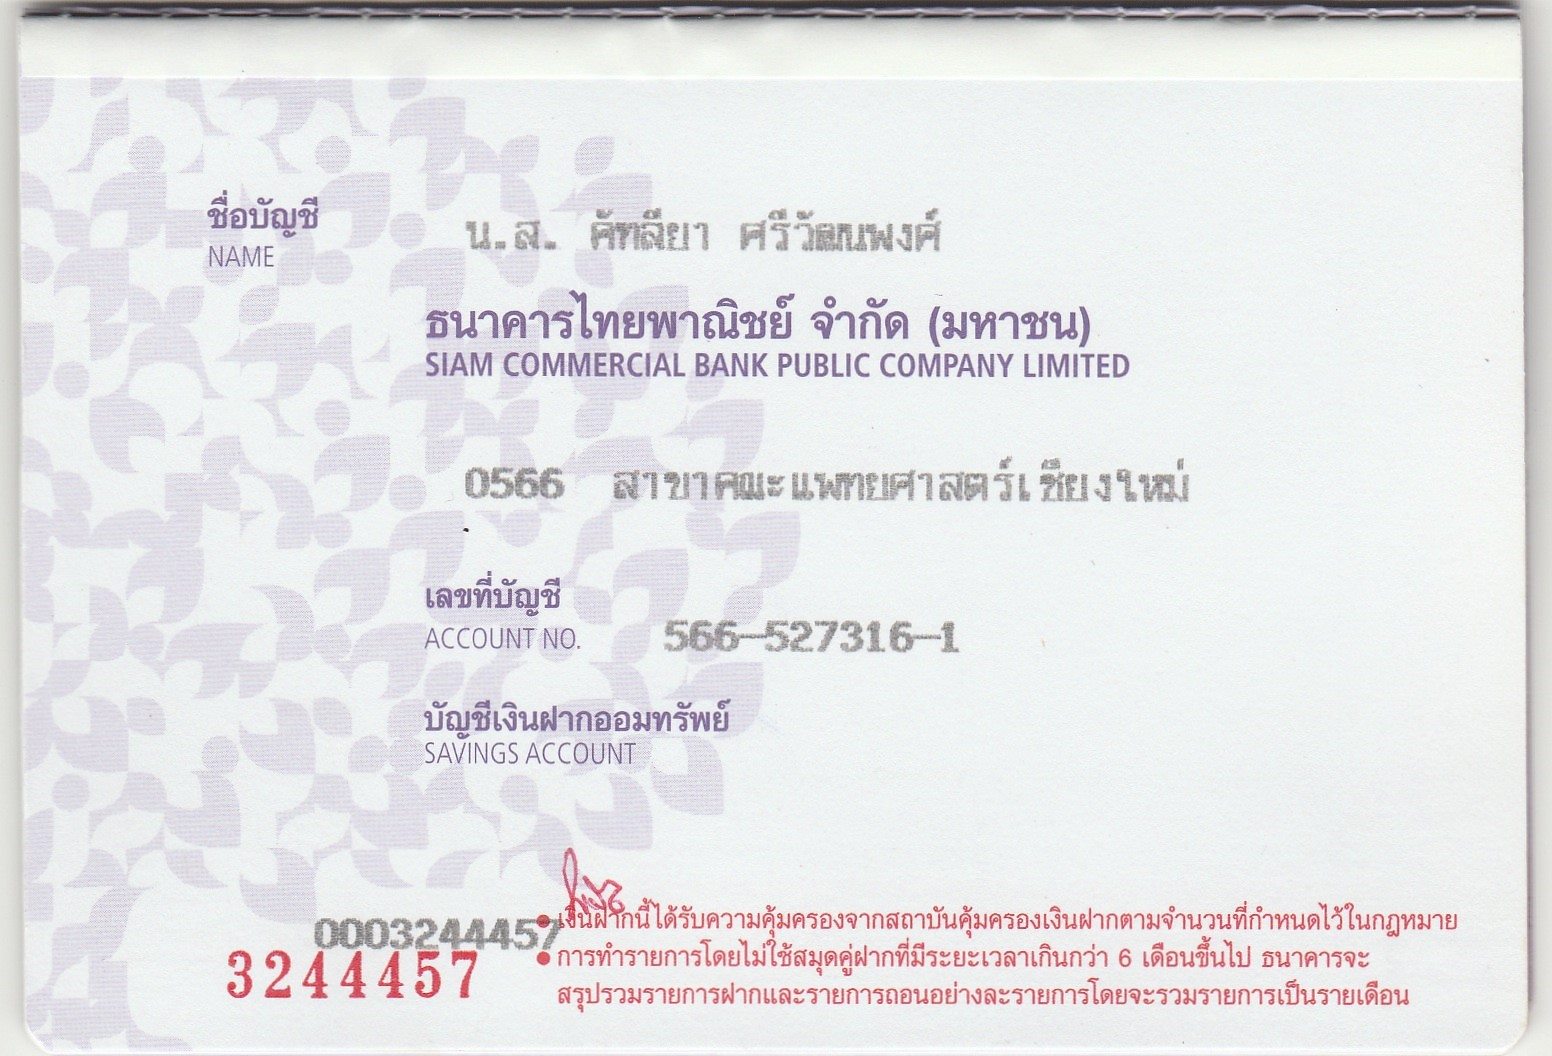 ชื่อบัญชี
NAME
น.ส. คัทลียา ศรีวัฒนพงศ์
ธนาคารไทยพาณิชย์ จำกัด (มหาชน)
SIAM COMMERCIAL BANK PUBLIC COMPANY LIMITED
0566 สาขาคณะแพทยศาสตร์เชียงใหม่
เลขที่บัญชี
ACCOUNT NO.
566-527316-1
บัญชีเงินฝากออมทรัพย์
SAVINGS ACCOUNT
0003244457
3244457
• เงินฝากนี้ได้รับความคุ้มครองจากสถาบันคุ้มครองเงินฝากตามจำนวนที่กำหนดไว้ในกฎหมาย
• การทำรายการโดยไม่ใช้สมุดคู่ฝากที่มีระยะเวลาเกินกว่า 6 เดือนขึ้นไป ธนาคารจะ
สรุปรวมรายการฝากและรายการถอนอย่างละรายการโดยจะรวมรายการเป็นรายเดือน